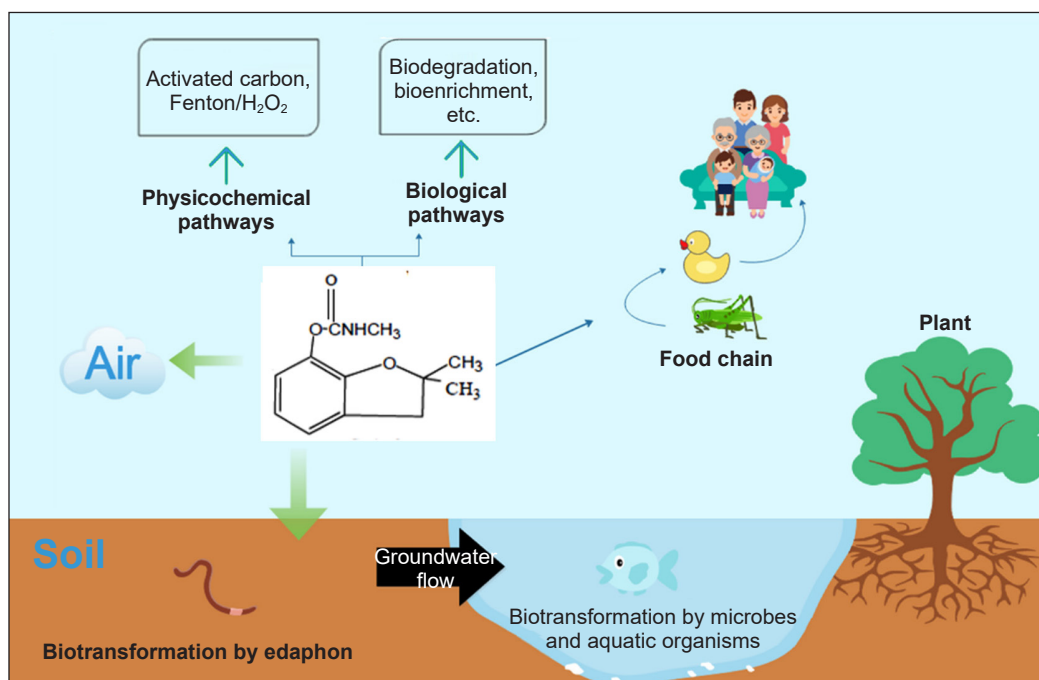 Activated carbon,
Fenton/H₂O₂
Biodegradation,
bioenrichment,
etc.
Physicochemical
pathways
Biological
pathways
O
O-CNHCH₃
O
CH₃
CH₃
Air
Food chain
Plant
Soil
Groundwater
flow
Biotransformation by edaphon
Biotransformation by microbes
and aquatic organisms